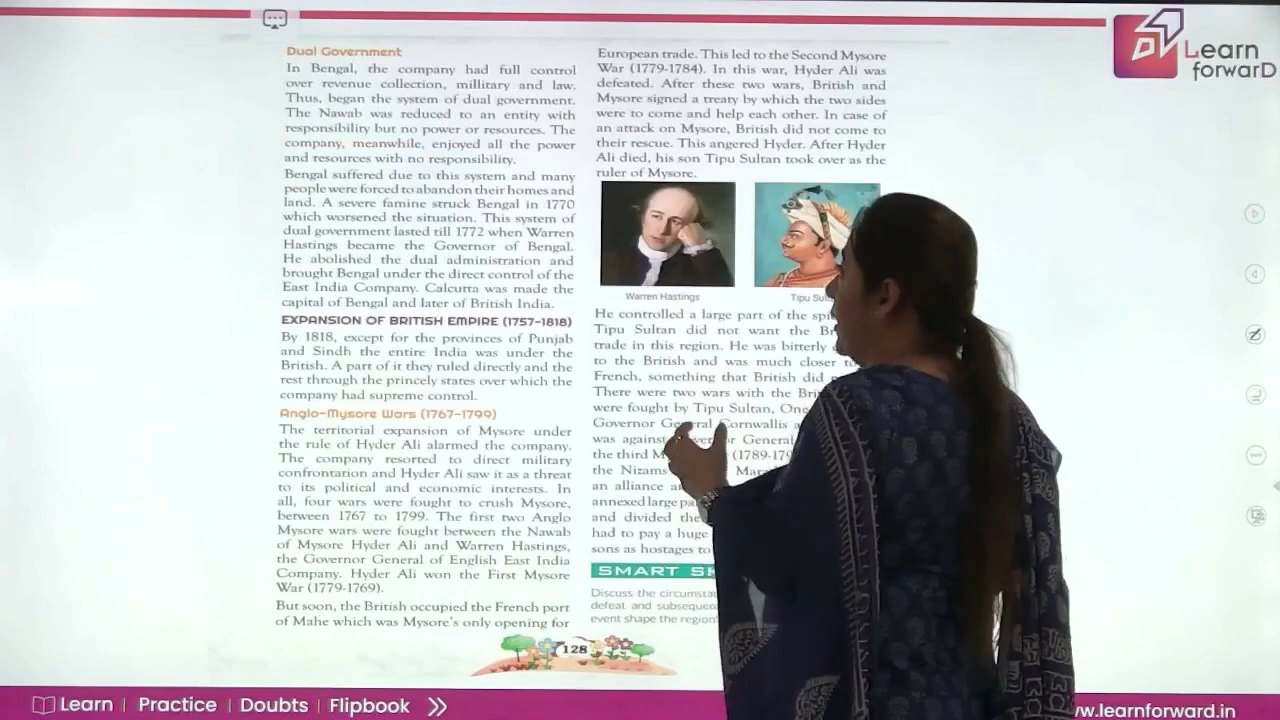 Learn
forwarD
Dual Government
In Bengal, the company had full control
over revenue collection, millitary and law.
Thus, began the system of dual government.
The Nawab was reduced to an entity with
responsibility but no power or resources. The
company, meanwhile, enjoyed all the power
and resources with no responsibility.
Bengal suffered due to this system and many
people were forced to abandon their homes and
land. A severe famine struck Bengal in 1770
which worsened the situation. This system of
dual government lasted till 1772 when Warren
Hastings became the Governor of Bengal.
He abolished the dual administration and
brought Bengal under the direct control of the
East India Company. Calcutta was made the
capital of Bengal and later of British India.
EXPANSION OF BRITISH EMPIRE (1757-1818)
By 1818, except for the provinces of Punjab
and Sindh the entire India was under the
British. A part of it they ruled directly and the
rest through the princely states over which the
company had supreme control.
Anglo-Mysore Wars (1767-1799)
The territorial expansion of Mysore under
the rule of Hyder Ali alarmed the company.
The company resorted to direct military
confrontation and Hyder Ali saw it as a threat
to its political and economic interests. In
all, four wars were fought to crush Mysore,
between 1767 to 1799. The first two Anglo
Mysore wars were fought between the Nawab
of Mysore Hyder Ali and Warren Hastings,
the Governor General of English East India
Company. Hyder Ali won the First Mysore
War (1779-1769).
But soon, the British occupied the French port
of Mahe which was Mysore's only opening for
European trade. This led to the Second Mysore
War (1779-1784). In this war, Hyder Ali was
defeated. After these two wars, British and
Mysore signed a treaty by which the two sides
were to come and help each other. In case of
an attack on Mysore, British did not come to
their rescue. This angered Hyder. After Hyder
Ali died, his son Tipu Sultan took over as the
ruler of Mysore.
Warren Hastings
Tipu
He controlled a large part of the
Tipu Sultan did not want the
trade in this region. He was bitterly
to the British and was much closer
French, something that British did
There were two wars with the
were fought by Tipu Sultan, One
Governor General Cornwallis
was against General
the third (1789-
the Nizams
an alliance
annexed large
and divided the
had to pay a huge
sons as hostages to
SMART
Discuss the
defeat and
event shape the
128
Learn | Practice | Doubts | Flipbook
.learnforward.in